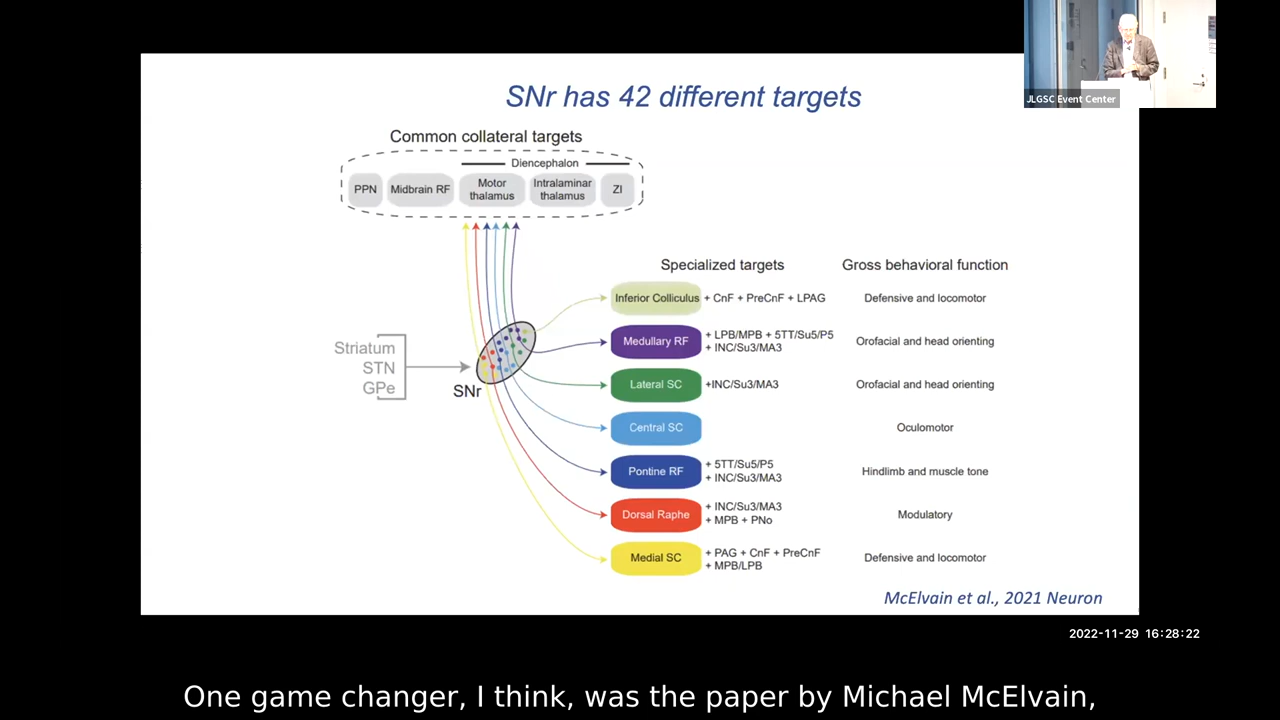 JLGSC Event Center
SNr has 42 different targets
Common collateral targets
Diencephalon
PPN
Midbrain RF
Motor
thalamus
Intralaminar
thalamus
ZI
Specialized targets
Gross behavioral function
Inferior Colliculus
+ CnF + PreCnF + LPAG
Defensive and locomotor
Medullary RF
+ LPB/MPB + 5TT/Su5/P5
+ INC/Su3/MA3
Orofacial and head orienting
Lateral SC
+INC/Su3/MA3
Orofacial and head orienting
Central SC
Oculomotor
Pontine RF
+ 5TT/Su5/P5
+ INC/Su3/MA3
Hindlimb and muscle tone
Dorsal Raphe
+ INC/Su3/MA3
+ MPB + PNo
Modulatory
Medial SC
+ PAG + CnF + PreCnF
+ MPB/LPB
Defensive and locomotor
Striatum
STN
GPe
SNr
McElvain et al., 2021 Neuron
2022-11-29 16:28:22
One game changer, I think, was the paper by Michael McElvain,